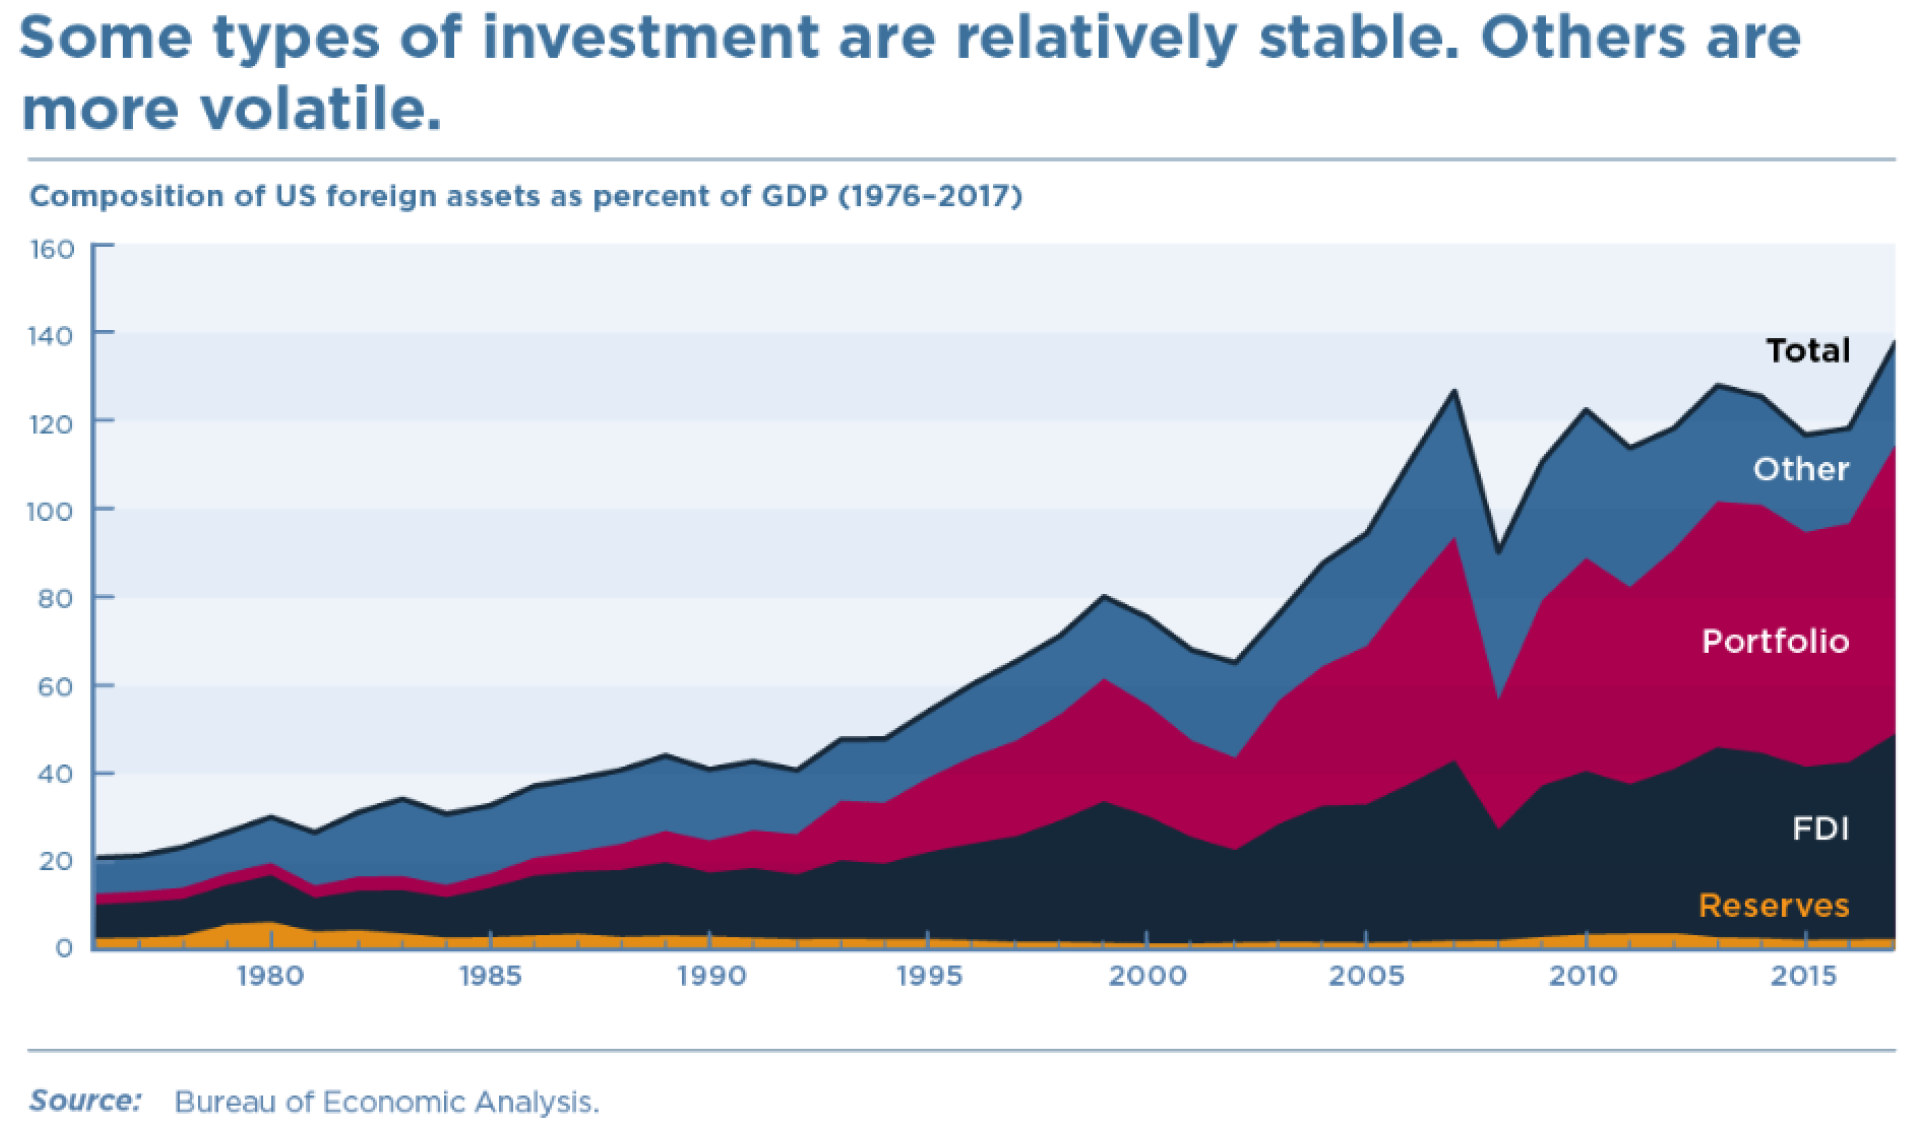 Some types of investment are relatively stable. Others are
more volatile.
Composition of US foreign assets as percent of GDP (1976–2017)
160
140
Total
120
Other
100
80
Portfolio
60
40
FDI
20
Reserves
0
1980 1985 1990 1995 2000 2005 2010 2015
Source: Bureau of Economic Analysis.